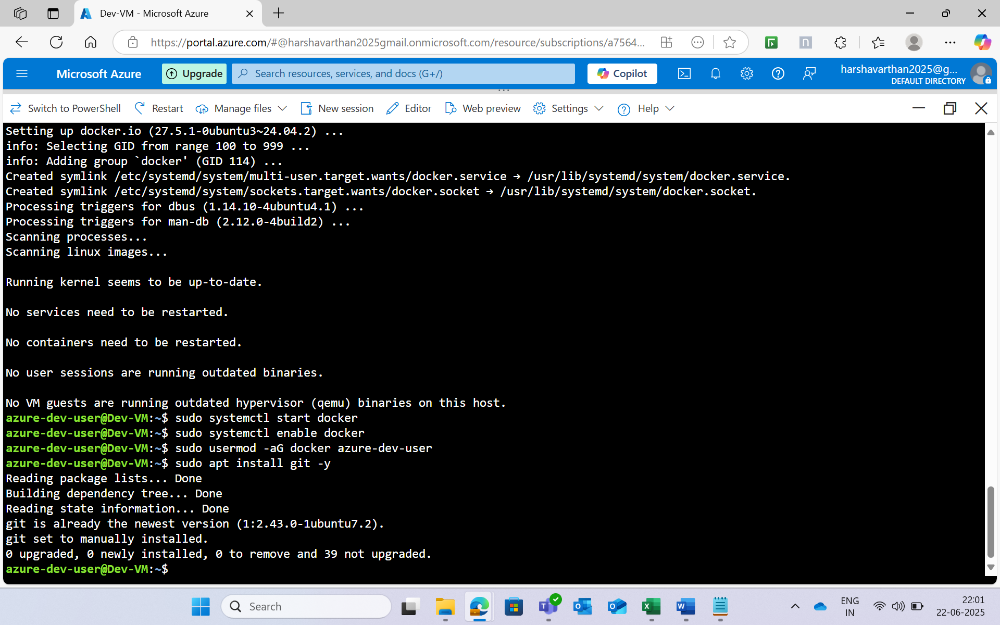 Dev-VM - Microsoft Azure
https://portal.azure.com/#@harshavarthan2025gmail.onmicrosoft.com/resource/subscriptions/a7564...
Microsoft Azure
Upgrade
Search resources, services, and docs (G+/)
Copilot
harshavarthan2025@g...
DEFAULT DIRECTORY
Switch to PowerShell
Restart
Manage files
New session
Editor
Web preview
Settings
Help
Setting up docker.io (27.5.1-0ubuntu3~24.04.2) ...
info: Selecting GID from range 100 to 999 ...
info: Adding group `docker' (GID 114) ...
Created symlink /etc/systemd/system/multi-user.target.wants/docker.service → /usr/lib/systemd/system/docker.service.
Created symlink /etc/systemd/system/sockets.target.wants/docker.socket → /usr/lib/systemd/system/docker.socket.
Processing triggers for dbus (1.14.10-4ubuntu4.1) ...
Processing triggers for man-db (2.12.0-4build2) ...
Scanning processes...
Scanning linux images...
Running kernel seems to be up-to-date.
No services need to be restarted.
No containers need to be restarted.
No user sessions are running outdated binaries.
No VM guests are running outdated hypervisor (qemu) binaries on this host.
azure-dev-user@Dev-VM:~$ sudo systemctl start docker
azure-dev-user@Dev-VM:~$ sudo systemctl enable docker
azure-dev-user@Dev-VM:~$ sudo usermod -aG docker azure-dev-user
azure-dev-user@Dev-VM:~$ sudo apt install git -y
Reading package lists... Done
Building dependency tree... Done
Reading state information... Done
git is already the newest version (1:2.43.0-1ubuntu7.2).
git set to manually installed.
0 upgraded, 0 newly installed, 0 to remove and 39 not upgraded.
azure-dev-user@Dev-VM:~$
Search
ENG
IN
22:01
22-06-2025